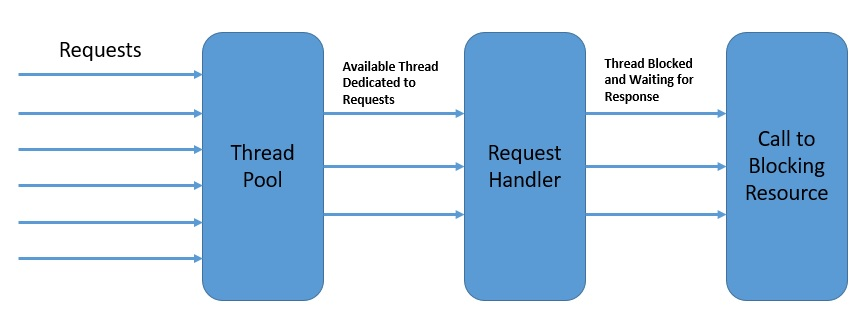 Requests
Available Thread
Dedicated to
Requests
Thread Blocked
and Waiting for
Response
Thread
Pool
Request
Handler
Call to
Blocking
Resource